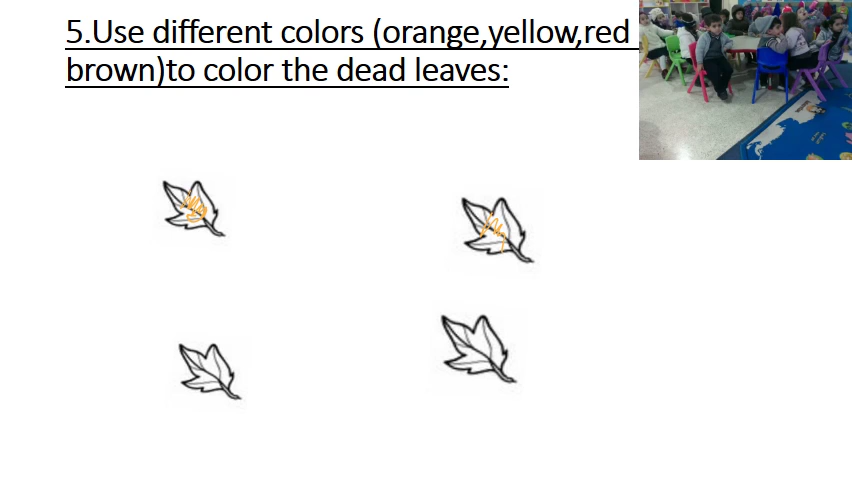 5.Use different colors (orange,yellow,red
brown)to color the dead leaves: